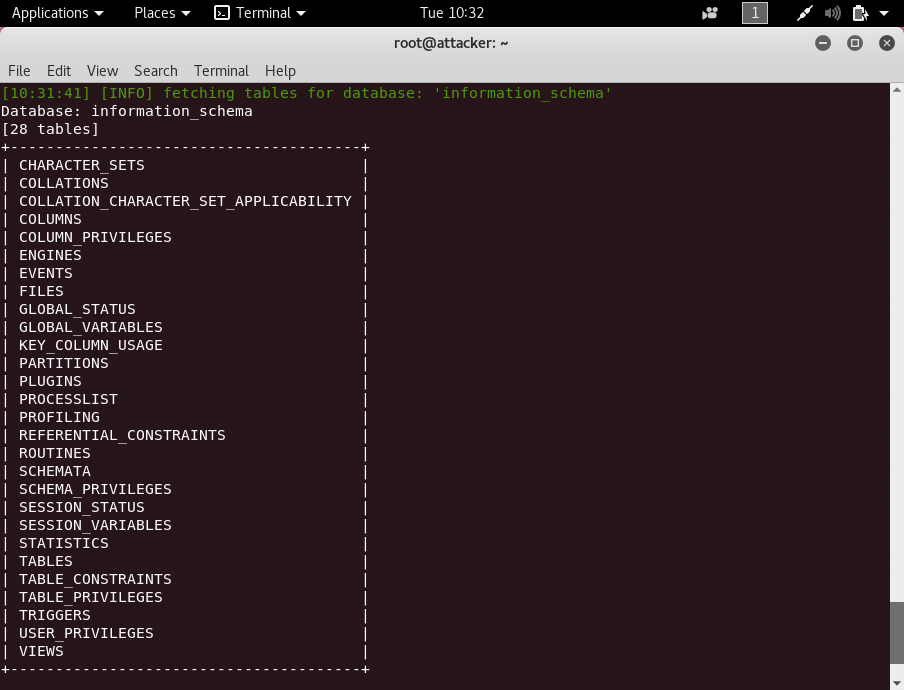 Applications Places Terminal Tue 10:32 1
root@attacker: ~
File Edit View Search Terminal Help
[10:31:41] [INFO] fetching tables for database: 'information_schema'
Database: information_schema
[28 tables]
+---------------------------------------+
| CHARACTER_SETS                        |
| COLLATIONS                            |
| COLLATION_CHARACTER_SET_APPLICABILITY |
| COLUMNS                               |
| COLUMN_PRIVILEGES                     |
| ENGINES                               |
| EVENTS                                |
| FILES                                 |
| GLOBAL_STATUS                         |
| GLOBAL_VARIABLES                      |
| KEY_COLUMN_USAGE                      |
| PARTITIONS                            |
| PLUGINS                               |
| PROCESSLIST                           |
| PROFILING                             |
| REFERENTIAL_CONSTRAINTS               |
| ROUTINES                              |
| SCHEMATA                              |
| SCHEMA_PRIVILEGES                     |
| SESSION_STATUS                        |
| SESSION_VARIABLES                     |
| STATISTICS                            |
| TABLES                                |
| TABLE_CONSTRAINTS                     |
| TABLE_PRIVILEGES                      |
| TRIGGERS                              |
| USER_PRIVILEGES                       |
| VIEWS                                 |
+---------------------------------------+